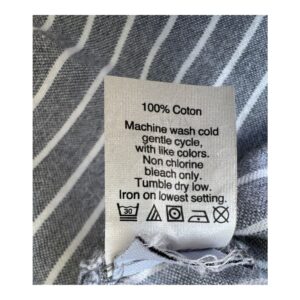 100% Coton
Machine wash cold
gentle cycle,
with like colors.
Non chlorine
bleach only.
Tumble dry low.
Iron on lowest setting.
30